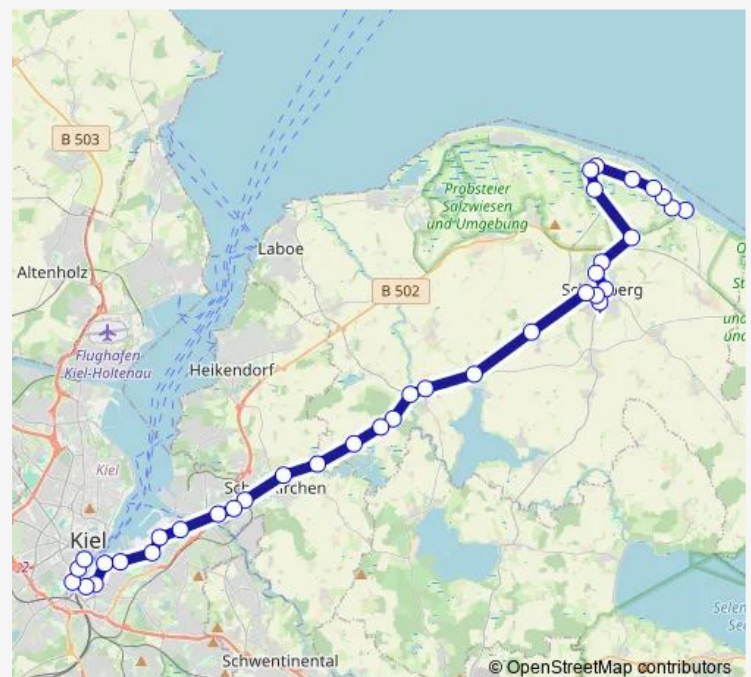 B 503
Probsteier
Salzwiesen
und Umgebung
Laboe
Altenholz
B 502
Flughafen
Kiel-Holtenau
Heikendorf
Kiel
Kiel
Schwentinental
© OpenStreetMap contributors